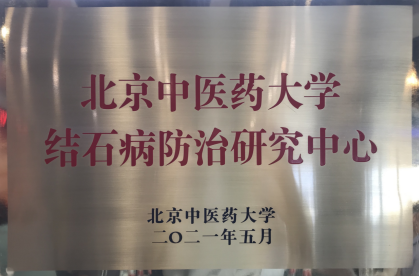 北京中医药大学
结石病防治研究中心
北京中医药大学
二〇二一年五月